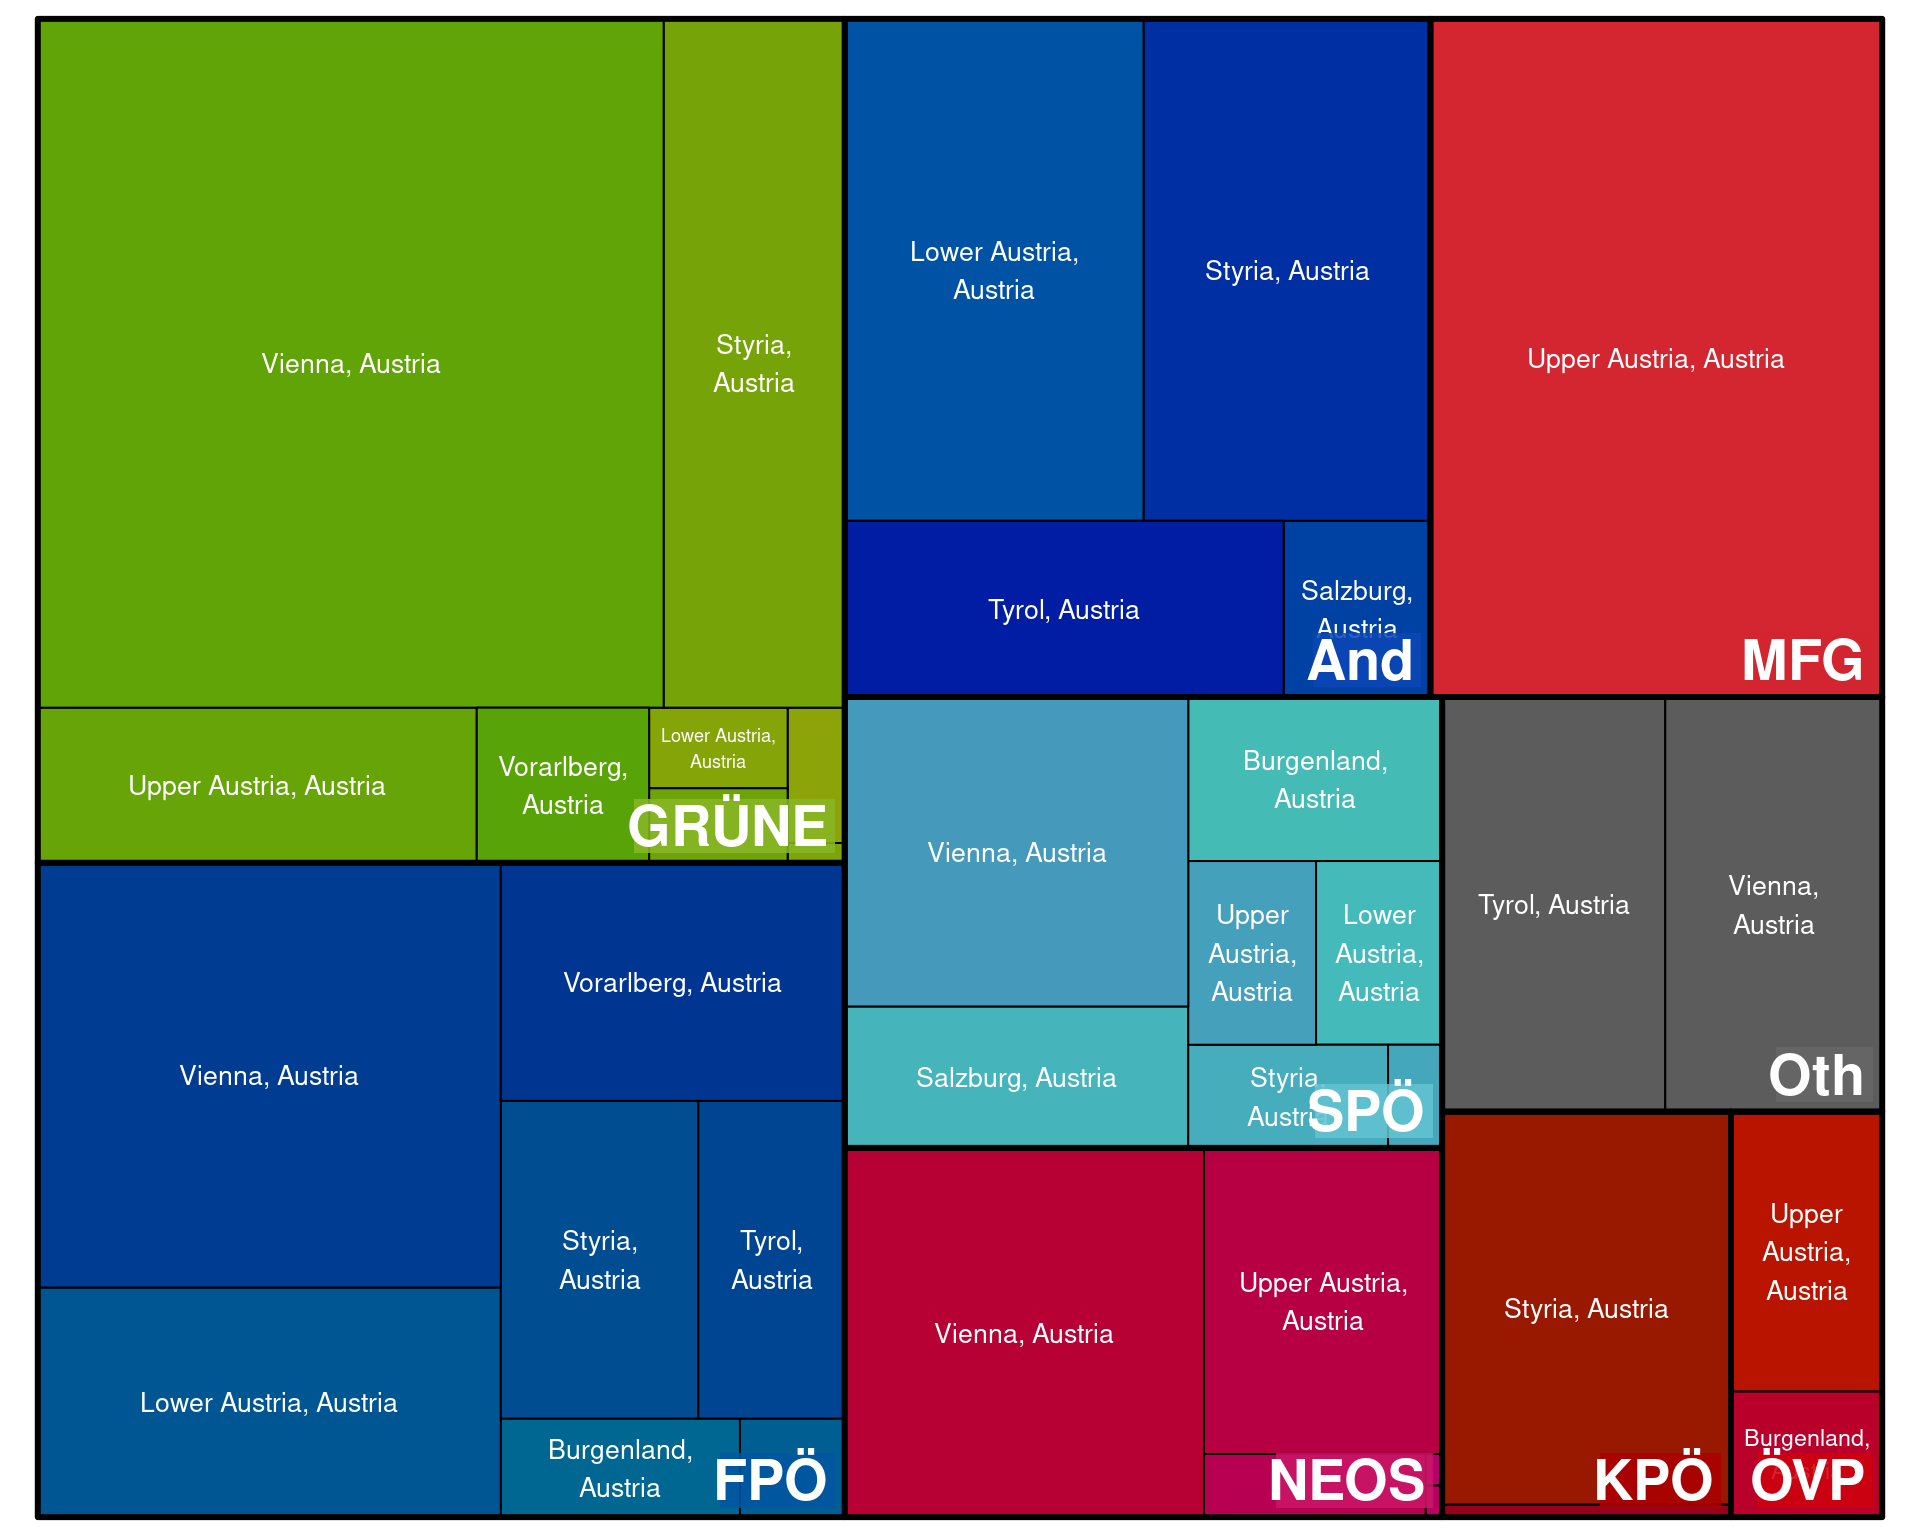 Vienna, Austria
Styria,
Austria
Upper Austria, Austria
Vorarlberg,
Austria
Lower Austria,
Austria
GRÜNE
Vienna, Austria
Vorarlberg, Austria
Styria,
Austria
Tyrol,
Austria
Lower Austria, Austria
Burgenland,
Austria
FPÖ
Lower Austria,
Austria
Styria, Austria
Tyrol, Austria
Salzburg,
Austria
And
Upper Austria, Austria
MFG
Vienna, Austria
Burgenland,
Austria
Upper
Austria,
Austria
Lower
Austria,
Austria
Salzburg, Austria
Styria,
Austria
SPÖ
Vienna, Austria
Upper Austria,
Austria
NEOS
Tyrol, Austria
Vienna,
Austria
Oth
Styria, Austria
KPÖ
Upper
Austria,
Austria
Burgenland,
ÖVP